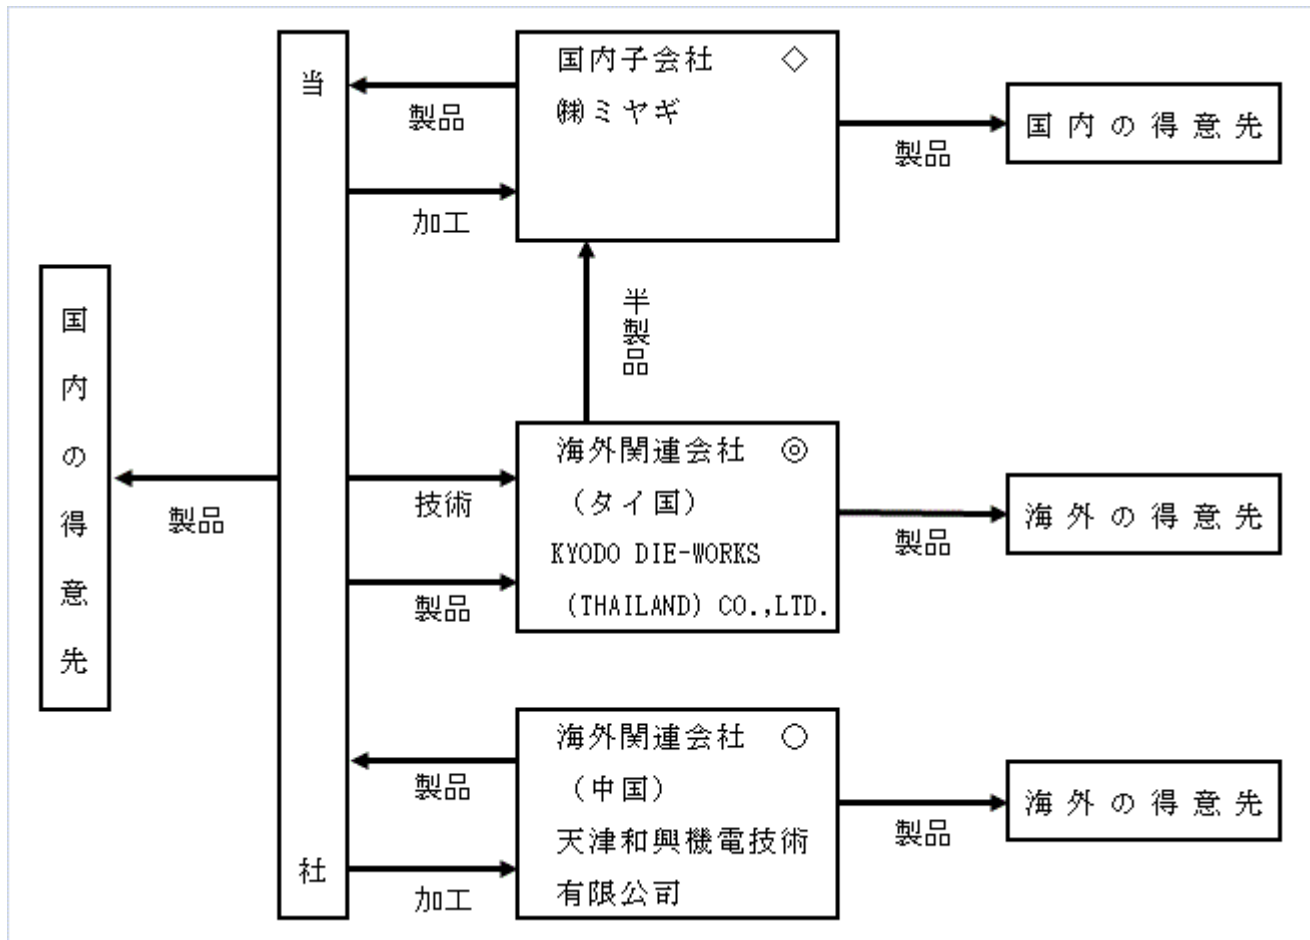 当社
国内の得意先
製品
製品
加工
国内子会社 ◇
㈱ミヤギ
製品
国内の得意先
半製品
技術
製品
海外関連会社 ◎
（タイ国）
KYODO DIE-WORKS
(THAILAND) CO.,LTD.
製品
海外の得意先
製品
加工
海外関連会社 ○
（中国）
天津和興機電技術
有限公司
製品
海外の得意先